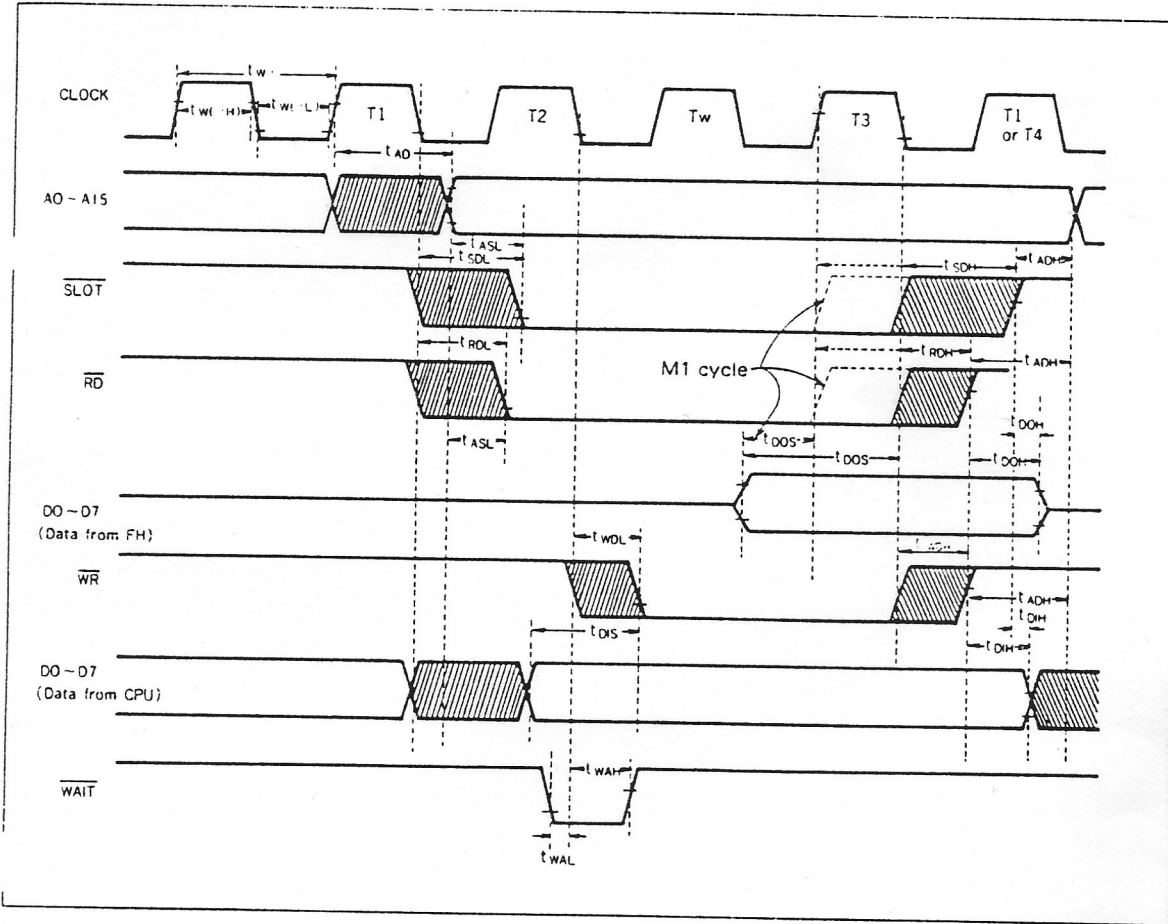 CLOCK
t W
t W( H)
t W( L)
T1
T2
Tw
T3
T1
or T4
t AD
A0 ~ A15
t ASL
t SDL
t SDH
t ADH
SLOT
t RDL
t RDH
t ADH
RD
M1 cycle
t ASL
t DOS
t DOH
t DOS
t DOH
D0 ~ D7
(Data from FH)
t WDL
WR
t ADH
t DIH
t DIS
t DIH
D0 ~ D7
(Data from CPU)
t WAH
WAIT
t WAL